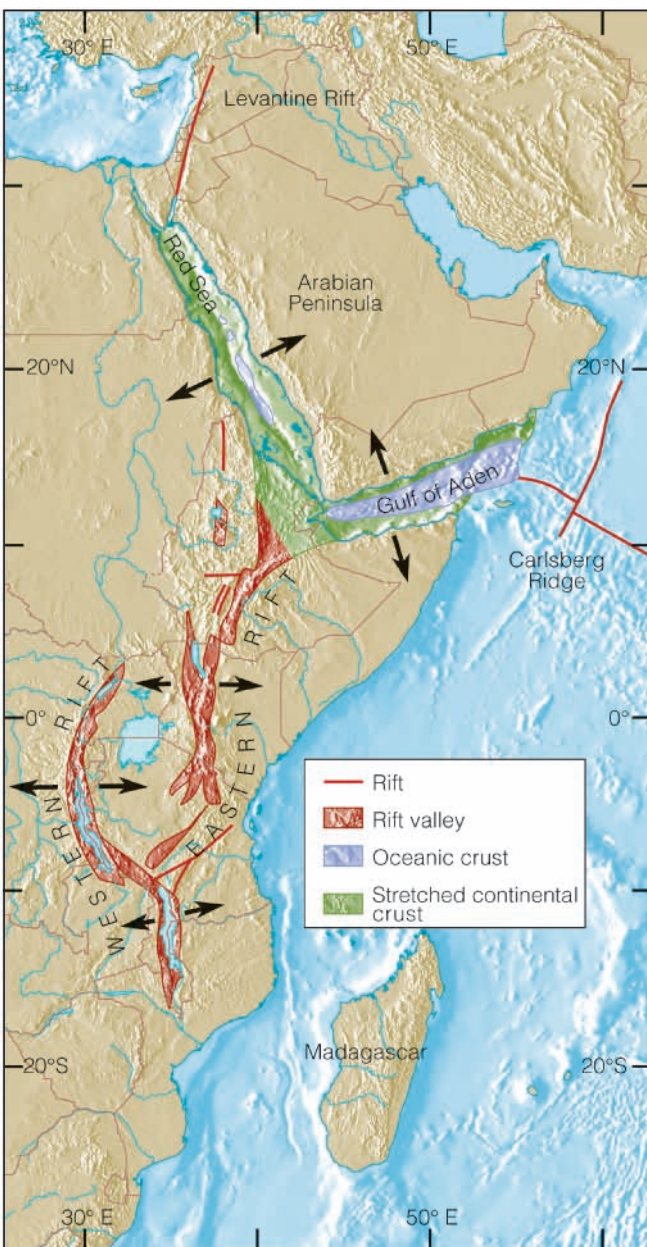 30° E
50° E
Levantine Rift
Red Sea
Arabian
Peninsula
20°N
Gulf of Aden
Carlsberg
Ridge
EASTERN RIFT
WESTERN RIFT
0°
0°
Rift
Rift valley
Oceanic crust
Stretched continental
crust
Madagascar
20°S
20°S
30° E
50° E